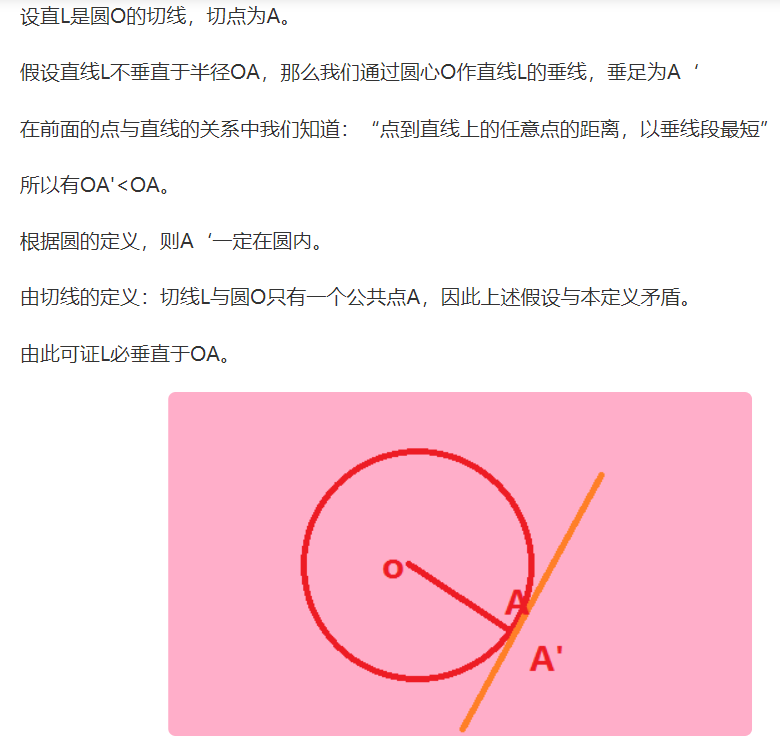 设直L是圆O的切线，切点为A。
假设直线L不垂直于半径OA，那么我们通过圆心O作直线L的垂线，垂足为A‘
在前面的点与直线的关系中我们知道：“点到直线上的任意点的距离，以垂线段最短”
所以有OA'<OA。
根据圆的定义，则A‘一定在圆内。
由切线的定义：切线L与圆O只有一个公共点A，因此上述假设与本定义矛盾。
由此可证L必垂直于OA。
o
A
A'